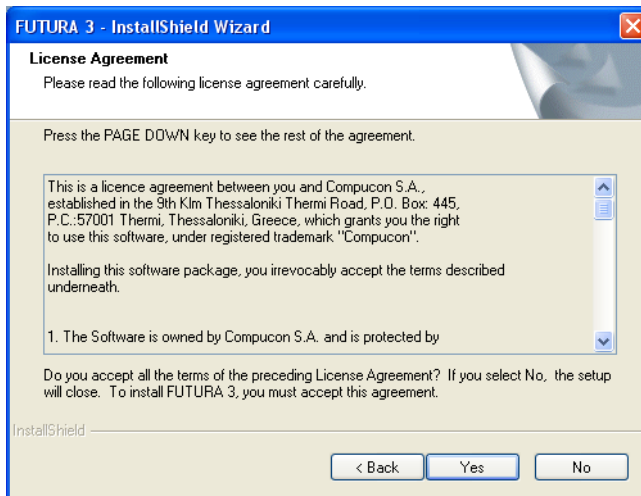 FUTURA 3 - InstallShield Wizard
License Agreement
Please read the following license agreement carefully.
Press the PAGE DOWN key to see the rest of the agreement.
This is a licence agreement between you and Compucon S.A.,
established in the 9th Klm Thessaloniki Thermi Road, P.O. Box: 445,
P.C.:57001 Thermi, Thessaloniki, Greece, which grants you the right
to use this software, under registered trademark "Compucon".
Installing this software package, you irrevocably accept the terms described
underneath.
1. The Software is owned by Compucon S.A. and is protected by
Do you accept all the terms of the preceding License Agreement? If you select No, the setup
will close. To install FUTURA 3, you must accept this agreement.
InstallShield
< Back Yes No